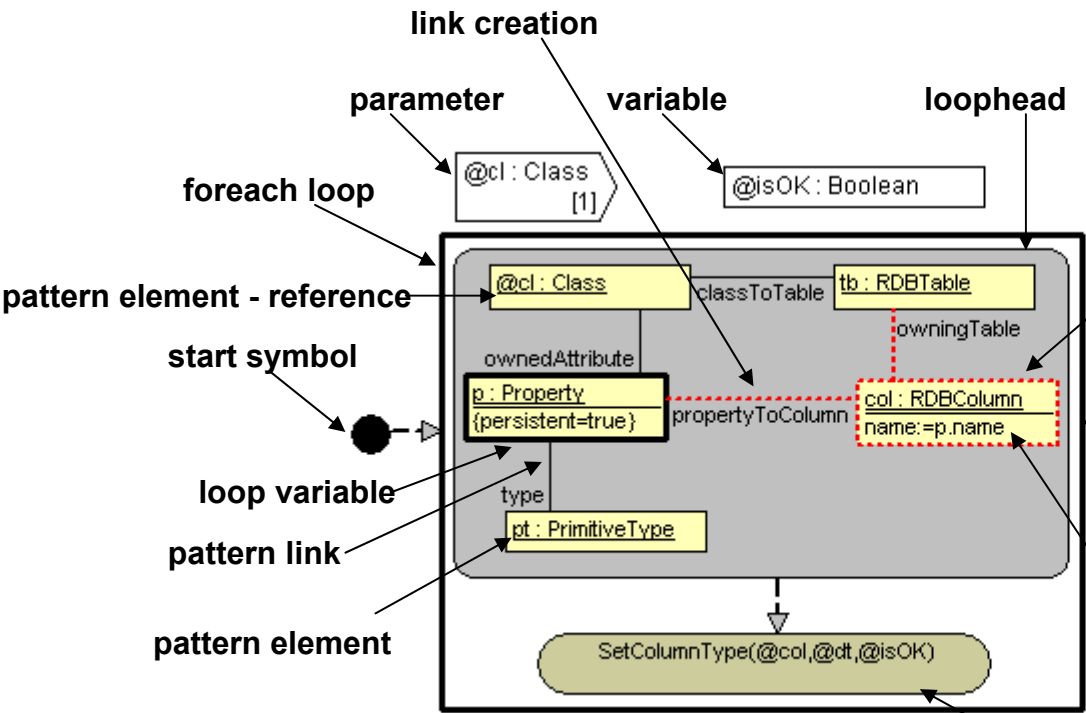 link creation
parameter
variable
loophead
@cl : Class
[1]
@isOK : Boolean
foreach loop
@cl : Class
classToTable
tb : RDBTable
pattern element - reference
owningTable
start symbol
ownedAttribute
p : Property
{persistent=true}
propertyToColumn
col : RDBColumn
name:=p.name
loop variable
type
pt : PrimitiveType
pattern link
pattern element
SetColumnType(@col,@dt,@isOK)